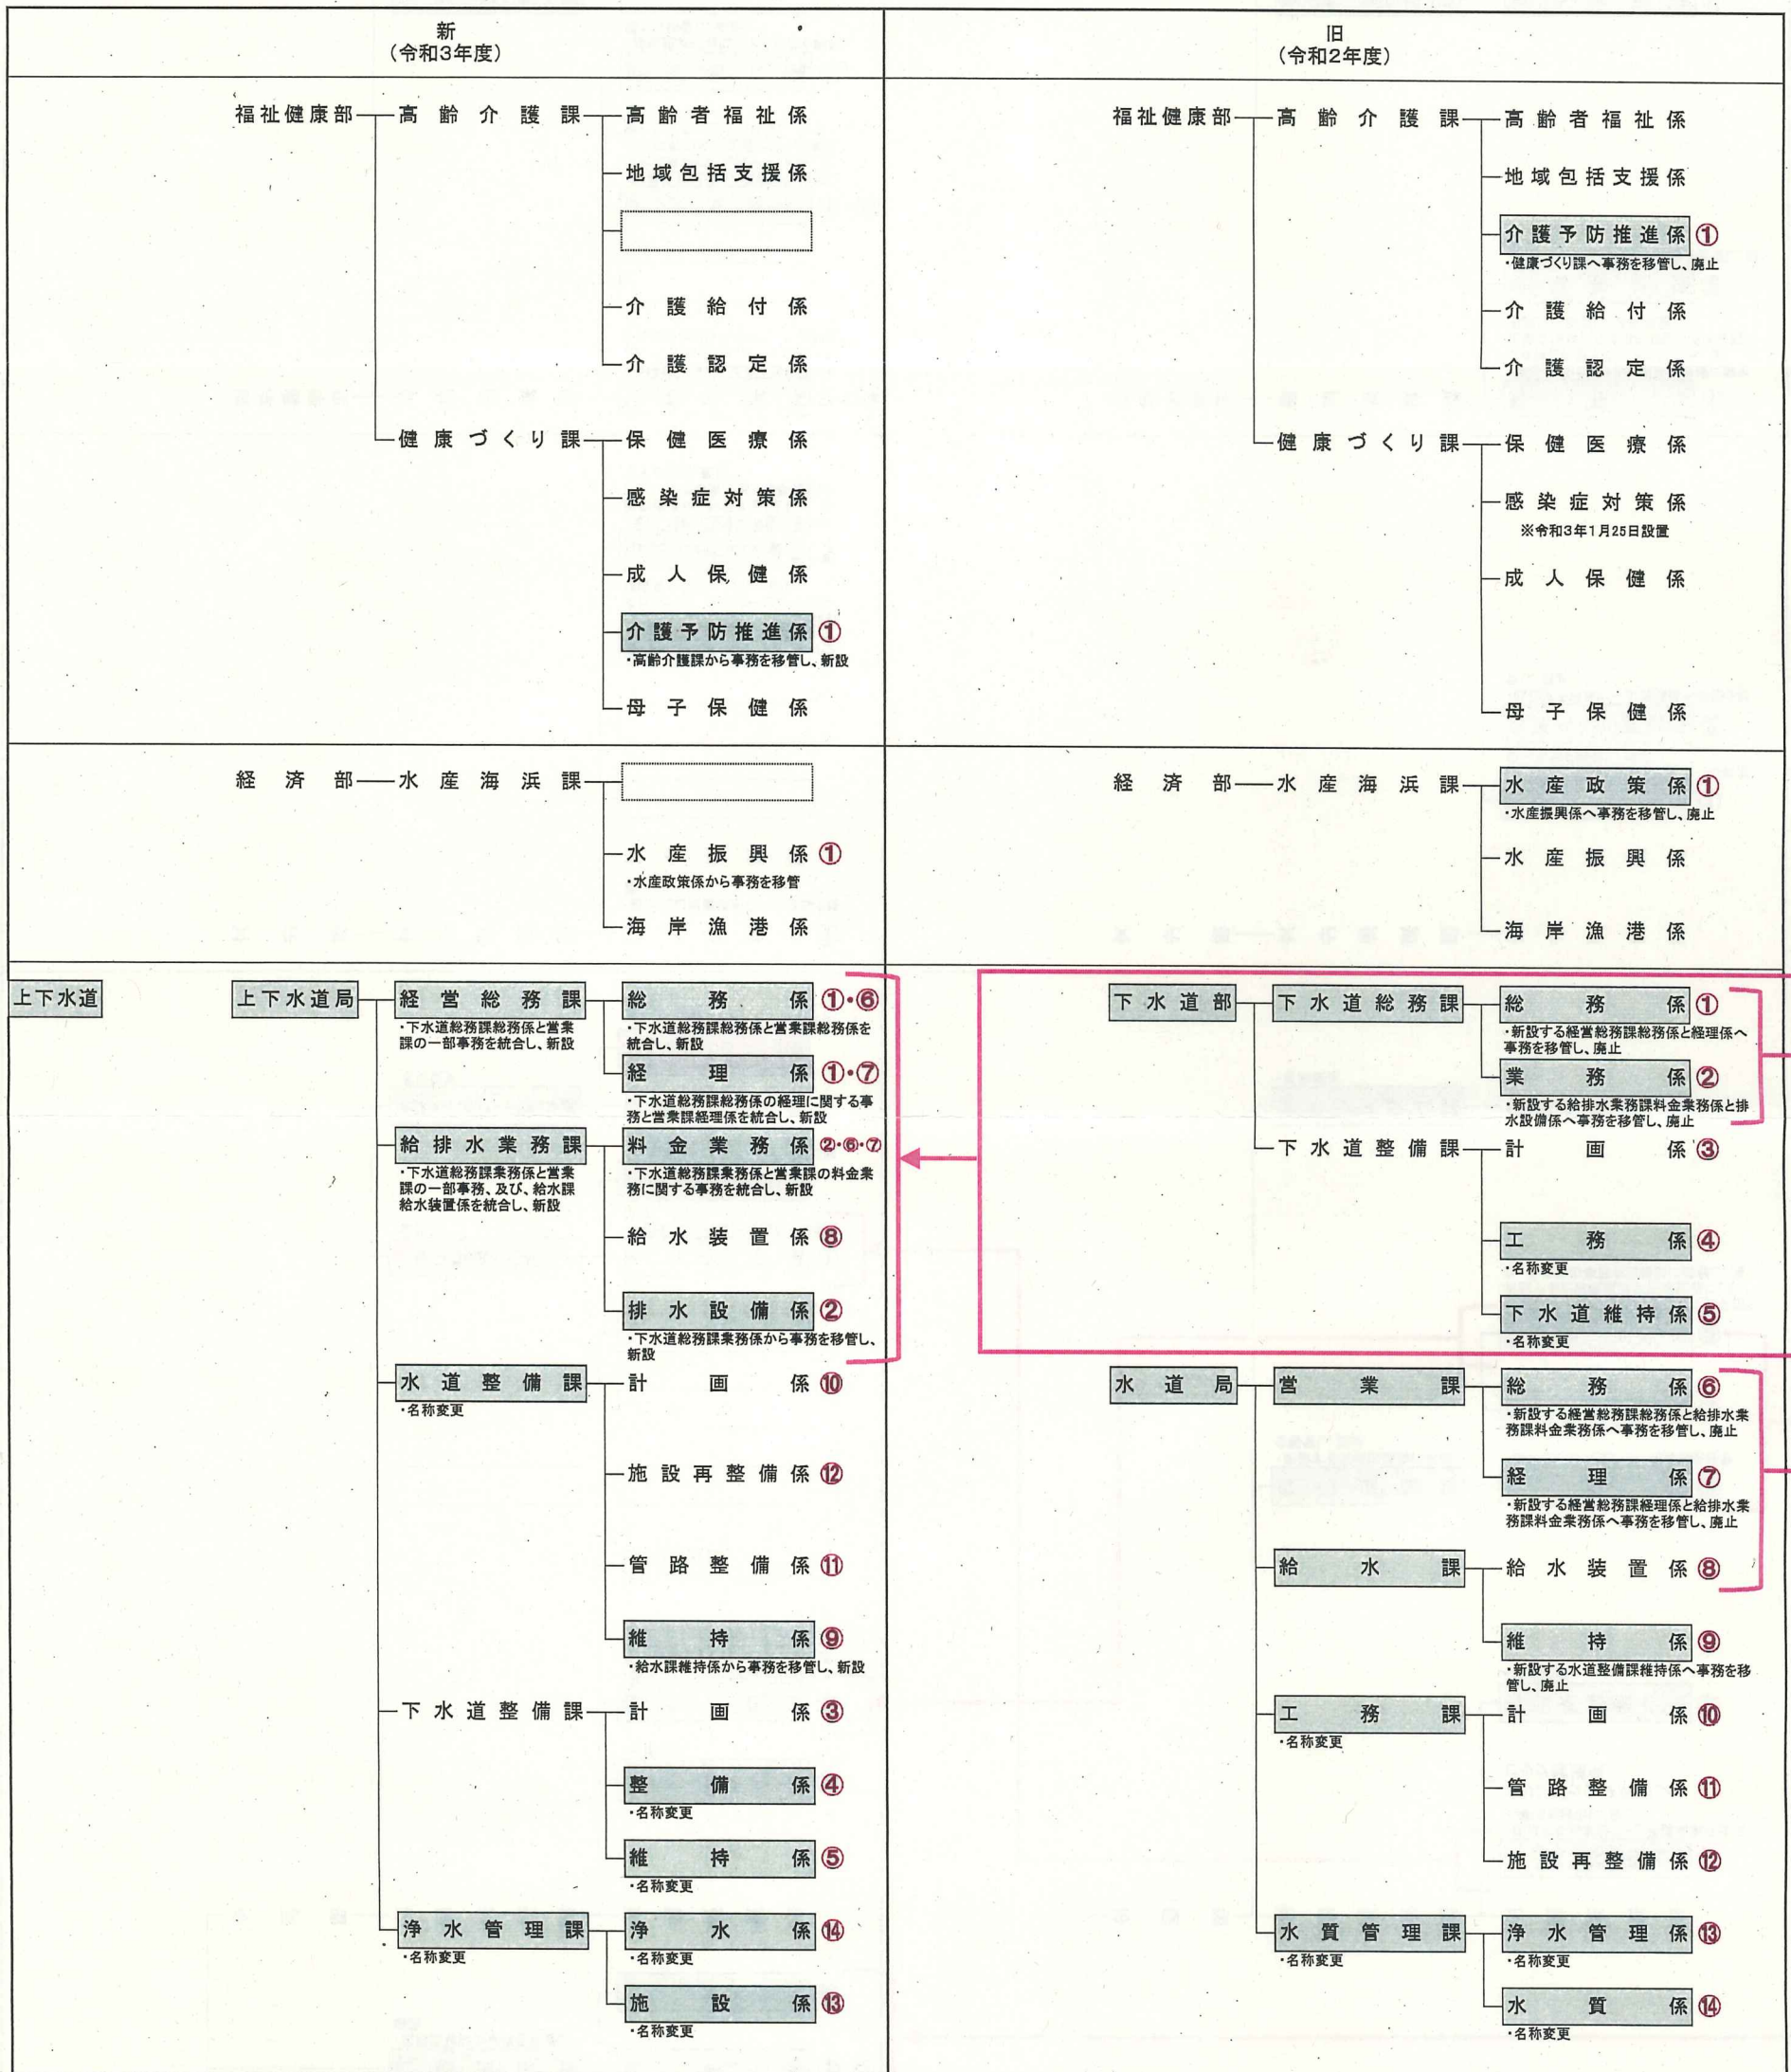 新
(令和3年度)
福祉健康部 高齢介護課 高齢者福祉係
地域包括支援係
介護給付係
介護認定係
健康づくり課 保健医療係
感染症対策係
成人保健係
介護予防推進係 ①
・高齢介護課から事務を移管し、新設
母子保健係
経済部 水産海浜課
水産振興係 ①
・水産政策係から事務を移管
海岸漁港係
上下水道 上下水道局 経営総務課 総務係 ①・⑥
・下水道総務課総務係と営業
課の一部事務を統合し、新設
・下水道総務課総務係と営業課総務係を
統合し、新設
経理係 ①・⑦
・下水道総務課総務係の経理に関する事
務と営業課経理係を統合し、新設
給排水業務課 料金業務係 ②・⑥・⑦
・下水道総務課業務係と営業
課の一部事務、及び、給水課
給水装置係を統合し、新設
・下水道総務課業務係と営業課の料金業
務に関する事務を統合し、新設
給水装置係 ⑧
排水設備係 ②
・下水道総務課業務係から事務を移管し、
新設
水道整備課 計画係 ⑩
・名称変更
施設再整備係 ⑫
管路整備係 ⑪
維持係 ⑨
・給水課維持係から事務を移管し、新設
下水道整備課 計画係 ③
整備係 ④
・名称変更
維持係 ⑤
・名称変更
浄水管理課 浄水係 ⑭
・名称変更 ・名称変更
施設係 ⑬
・名称変更
旧
(令和2年度)
福祉健康部 高齢介護課 高齢者福祉係
地域包括支援係
介護予防推進係 ①
・健康づくり課へ事務を移管し、廃止
介護給付係
介護認定係
健康づくり課 保健医療係
感染症対策係
※令和3年1月25日設置
成人保健係
母子保健係
経済部 水産海浜課 水産政策係 ①
・水産振興係へ事務を移管し、廃止
水産振興係
海岸漁港係
下水道部 下水道総務課 総務係 ①
・新設する経営総務課総務係と経理係へ
事務を移管し、廃止
業務係 ②
・新設する給排水業務課料金業務係と排
水設備係へ事務を移管し、廃止
下水道整備課 計画係 ③
工務係 ④
・名称変更
下水道維持係 ⑤
・名称変更
水道局 営業課 総務係 ⑥
・新設する経営総務課総務係と給排水業
務課料金業務係へ事務を移管し、廃止
経理係 ⑦
・新設する経営総務課経理係と給排水業
務課料金業務係へ事務を移管し、廃止
給水課 給水装置係 ⑧
維持係 ⑨
・新設する水道整備課維持係へ事務を移
管し、廃止
工務課 計画係 ⑩
・名称変更
管路整備係 ⑪
施設再整備係 ⑫
水質管理課 浄水管理係 ⑬
・名称変更 ・名称変更
水質係 ⑭
・名称変更